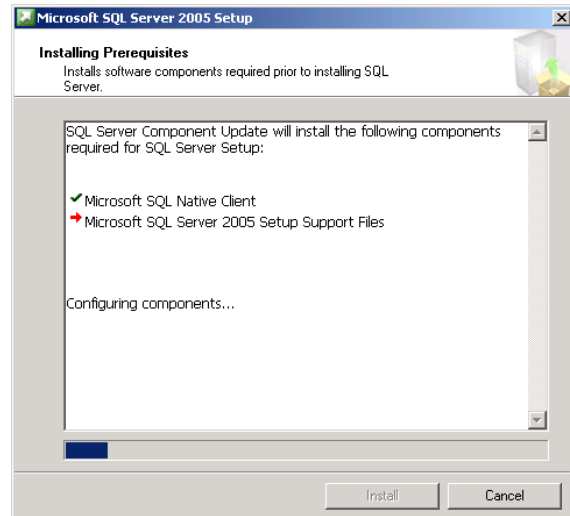 Microsoft SQL Server 2005 Setup
Installing Prerequisites
Installs software components required prior to installing SQL
Server.
SQL Server Component Update will install the following components
required for SQL Server Setup:
Microsoft SQL Native Client
Microsoft SQL Server 2005 Setup Support Files
Configuring components...
Install
Cancel